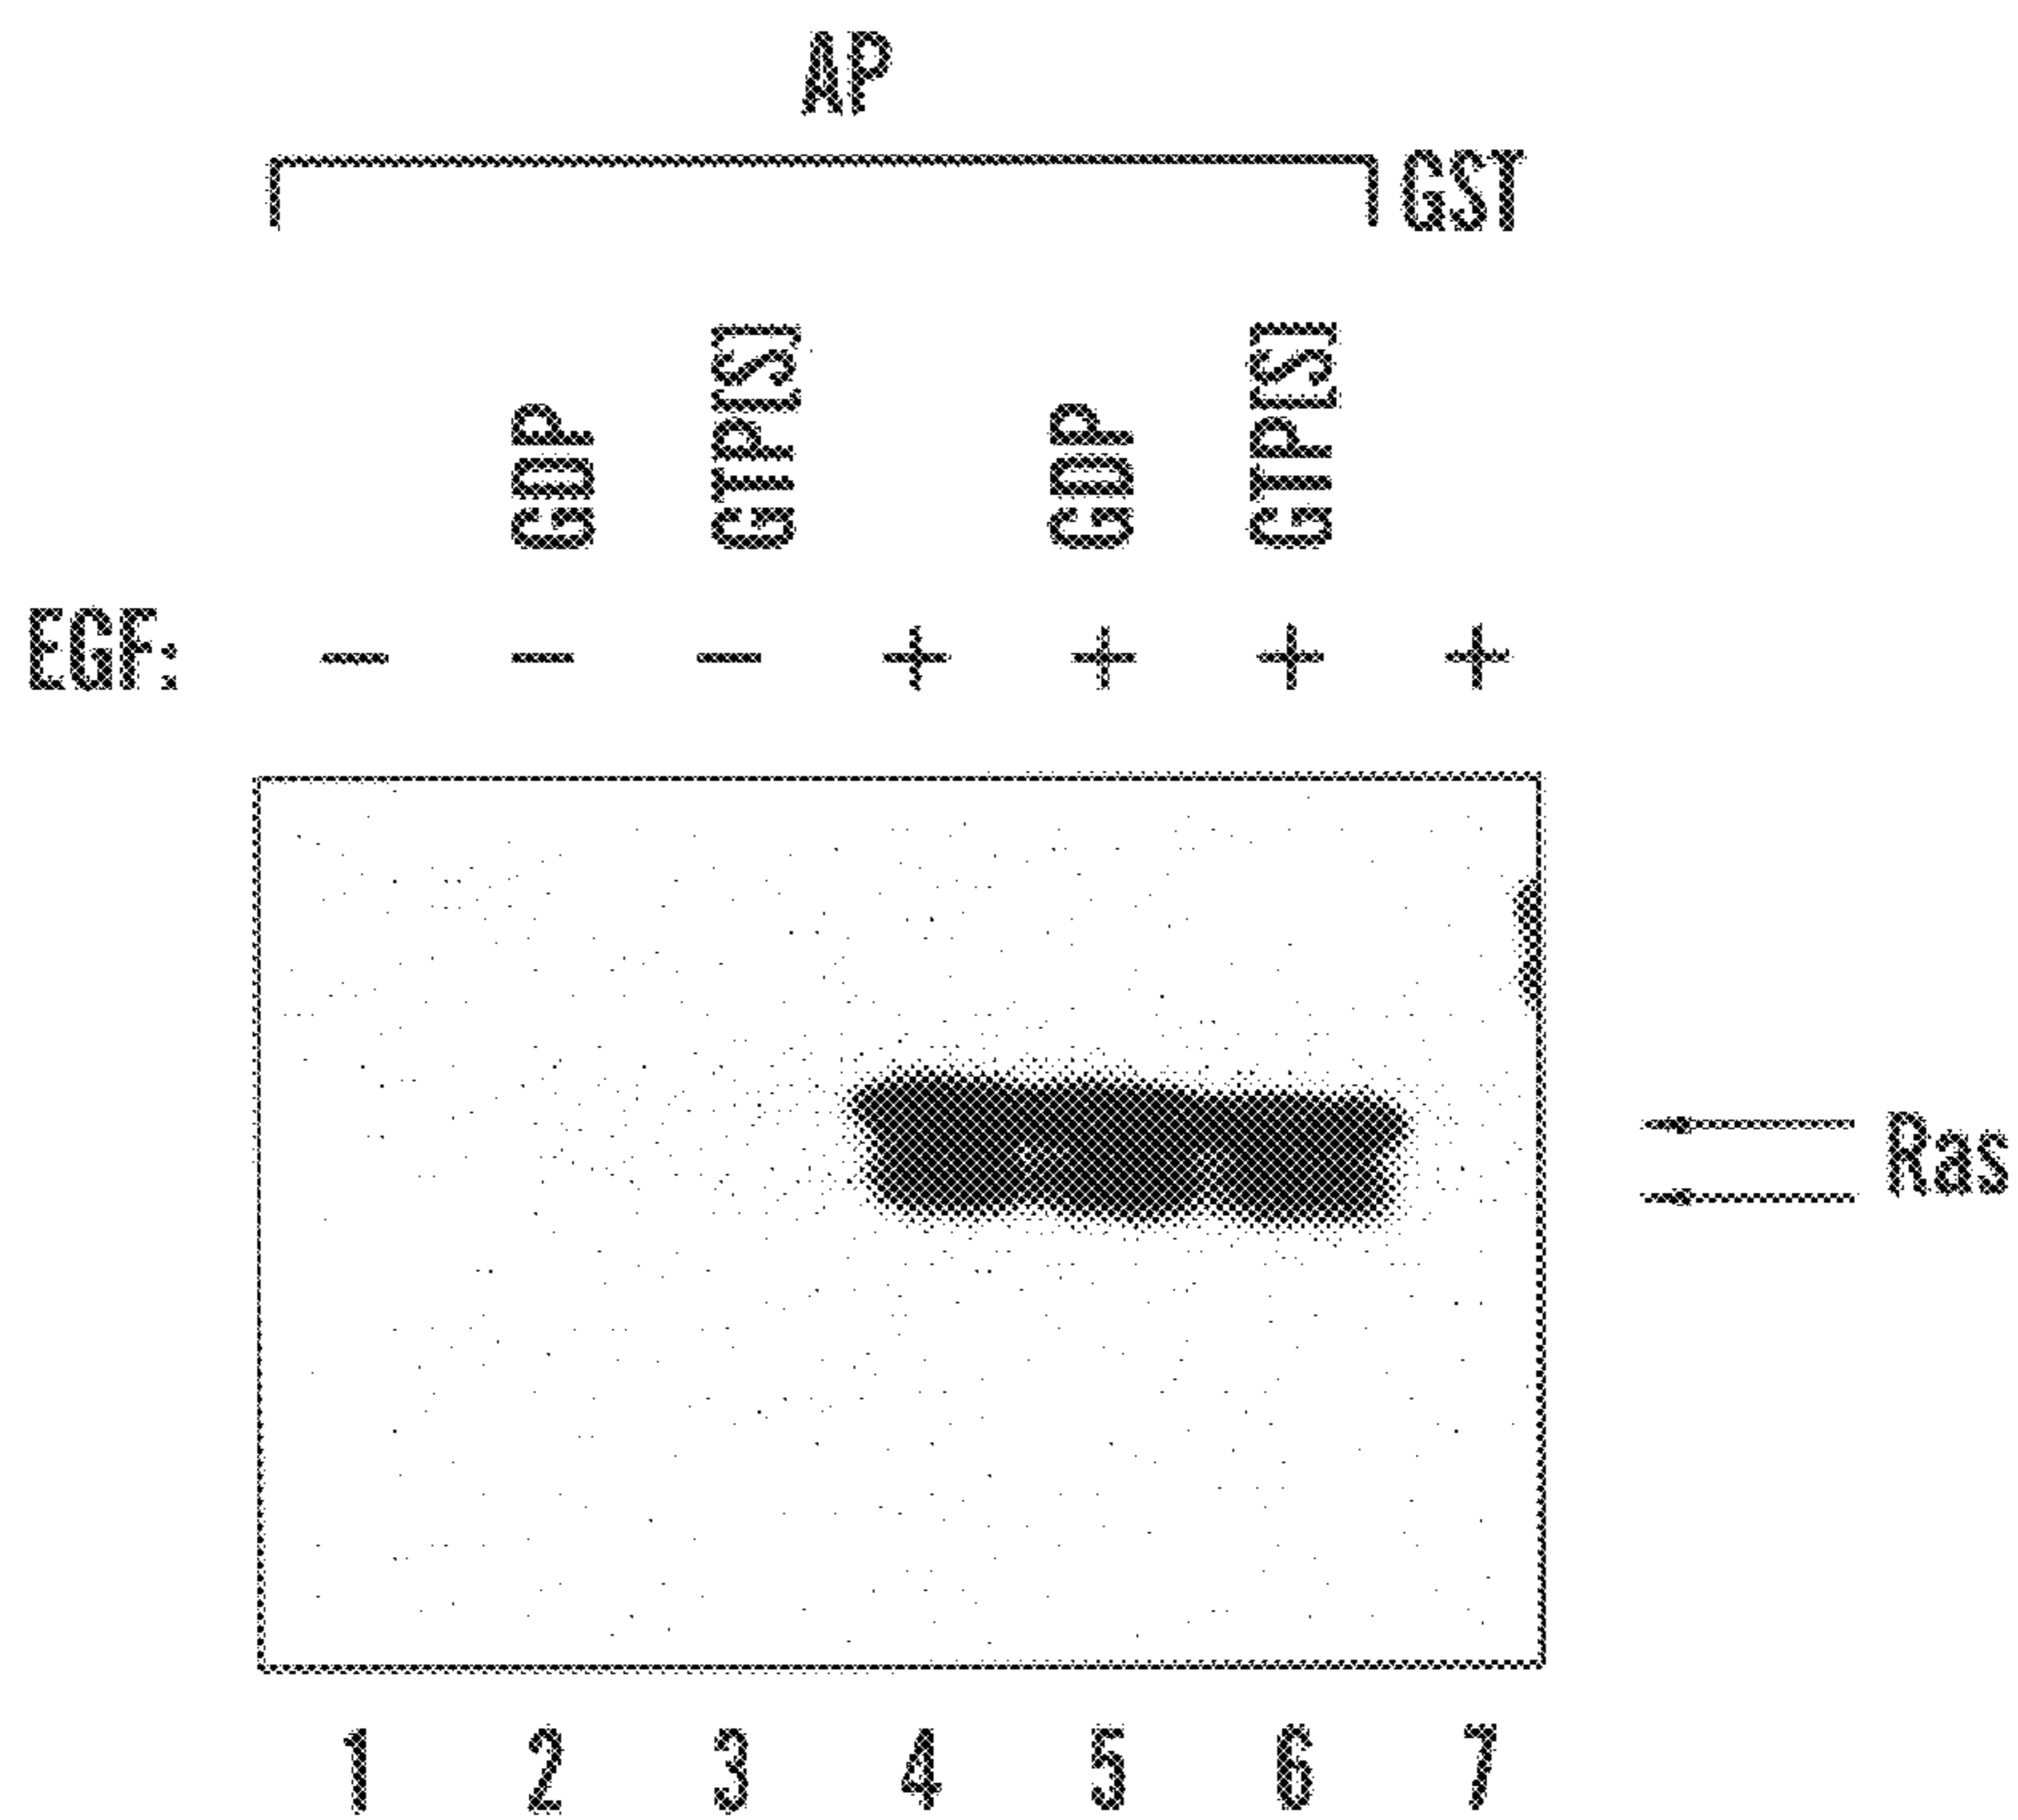 AP
GST
GDP GTP[S] GDP GTP[S]
EGF: – – – + + + +
Ras
1 2 3 4 5 6 7